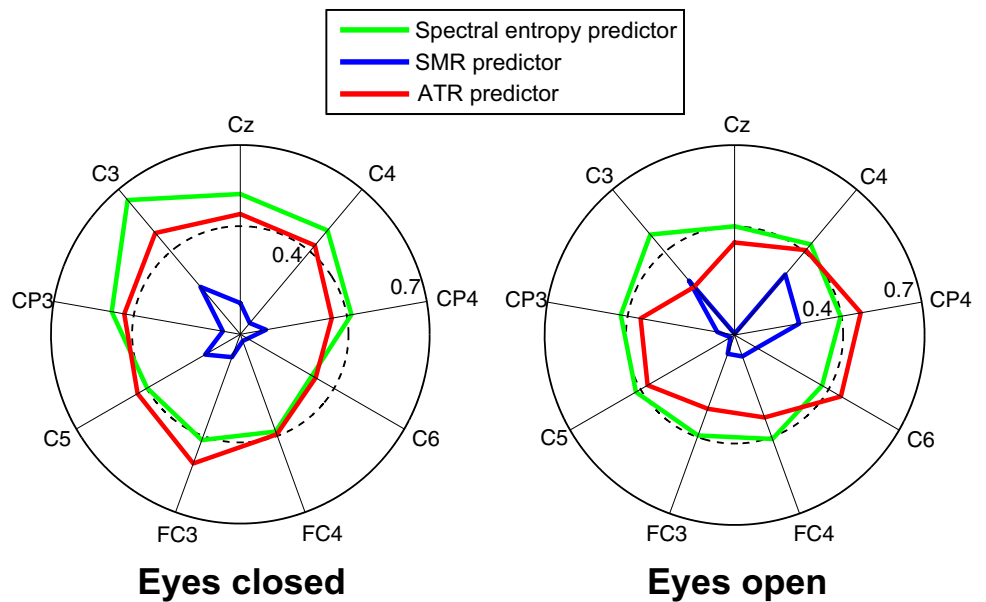 Spectral entropy predictor
SMR predictor
ATR predictor
Cz
C3
C4
0.4
0.7
CP3
CP4
C5
C6
FC3
FC4
Eyes closed
Cz
C3
C4
0.7
0.4
CP3
CP4
C5
C6
FC3
FC4
Eyes open